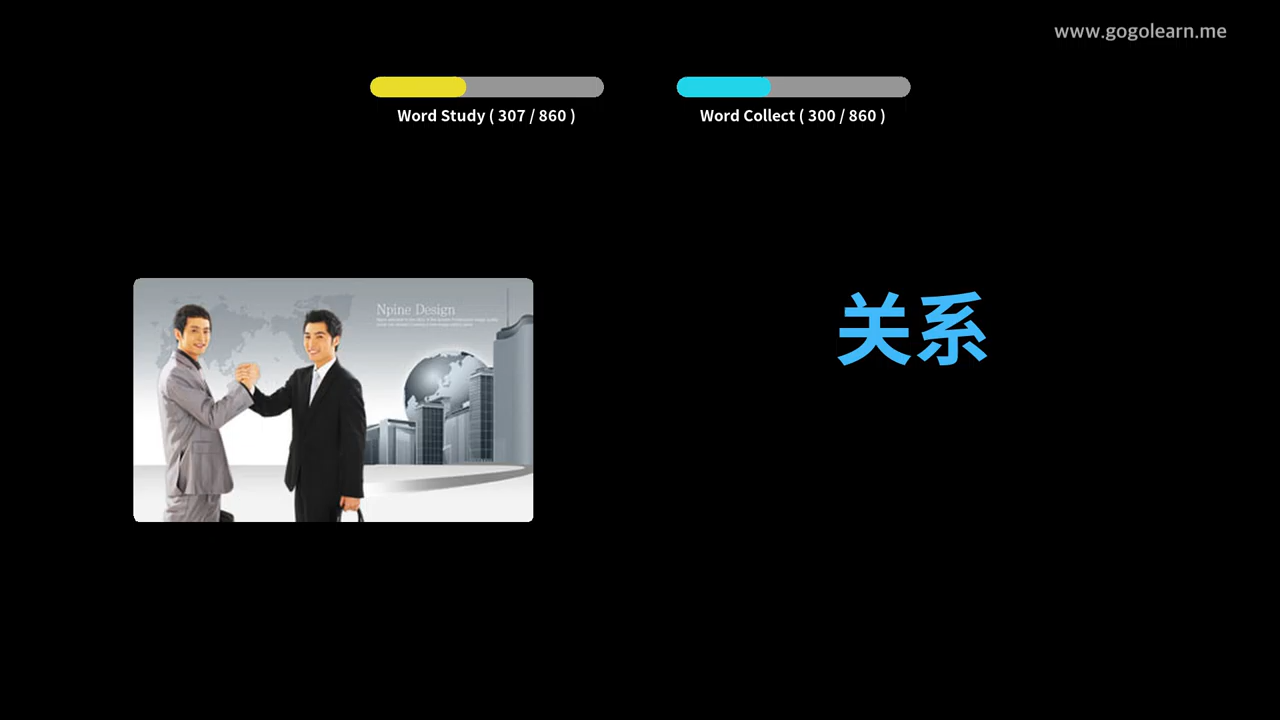 www.gogolearn.me
Word Study ( 307 / 860 )
Word Collect ( 300 / 860 )
Npine Design
关系